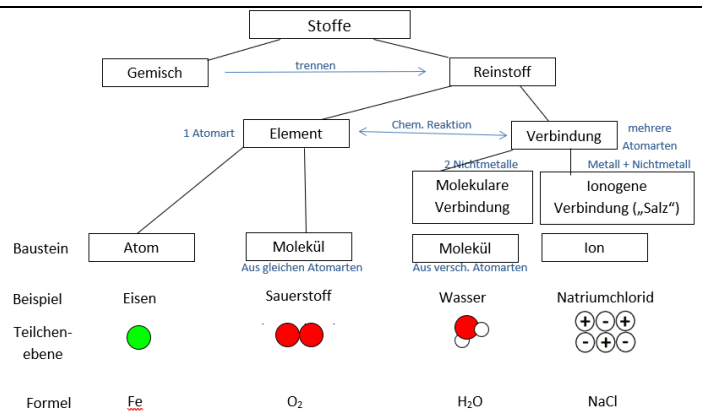 Stoffe
Gemisch
trennen
Reinstoff
1 Atomart
Element
Chem. Reaktion
Verbindung
mehrere
Atomarten
2 Nichtmetalle
Metall + Nichtmetall
Molekulare
Verbindung
Ionogene
Verbindung („Salz“)
Baustein
Atom
Molekül
Molekül
Ion
Aus gleichen Atomarten
Aus versch. Atomarten
Beispiel
Eisen
Sauerstoff
Wasser
Natriumchlorid
Teilchen-
ebene
+ - +
- + -
Formel
Fe
O₂
H₂O
NaCl